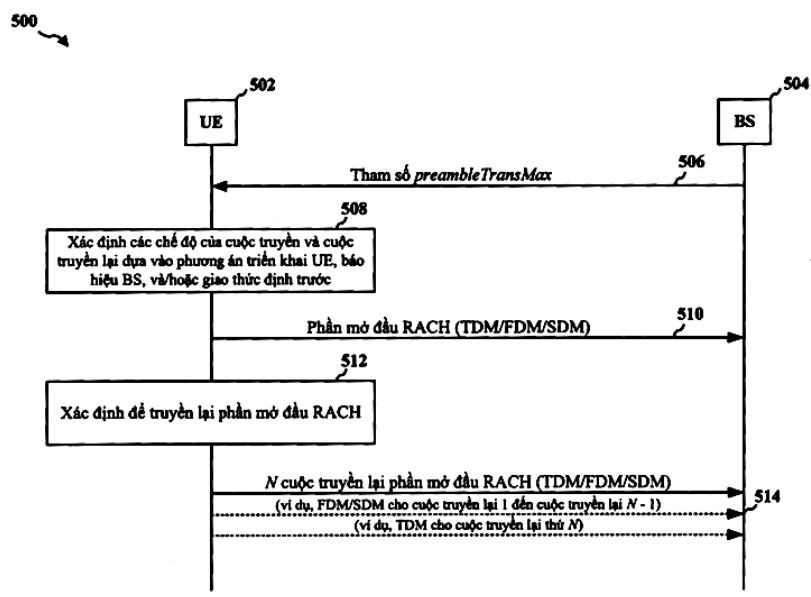 500
502
504
UE
BS
506
Tham số preambleTransMax
508
Xác định các chế độ của cuộc truyền và cuộc
truyền lại dựa vào phương án triển khai UE, báo
hiệu BS, và/hoặc giao thức định trước
Phần mở đầu RACH (TDM/FDM/SDM)
510
512
Xác định để truyền lại phần mở đầu RACH
N cuộc truyền lại phần mở đầu RACH (TDM/FDM/SDM)
514
(ví dụ, FDM/SDM cho cuộc truyền lại 1 đến cuộc truyền lại N - 1)
(ví dụ, TDM cho cuộc truyền lại thứ N)